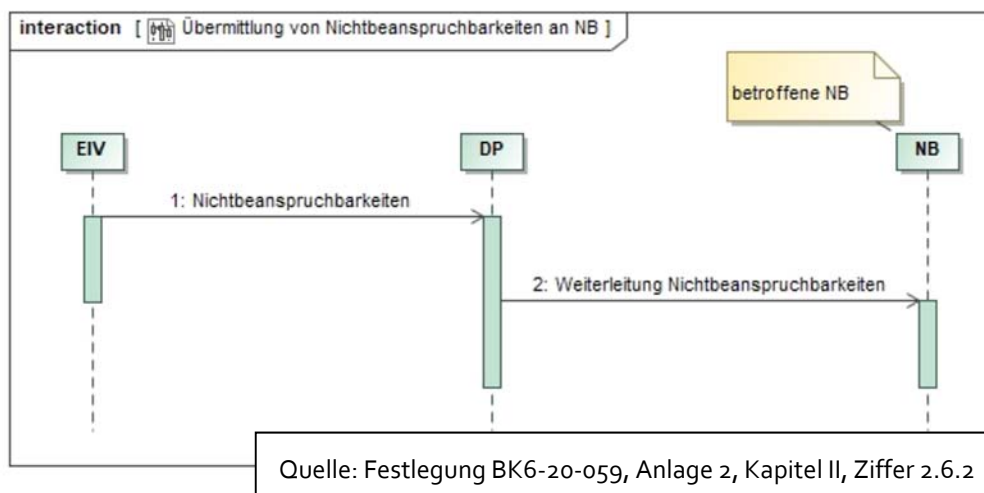 interaction [ Übermittlung von Nichtbeanspruchbarkeiten an NB ]
betroffene NB
EIV
DP
NB
1: Nichtbeanspruchbarkeiten
2: Weiterleitung Nichtbeanspruchbarkeiten
Quelle: Festlegung BK6-20-059, Anlage 2, Kapitel II, Ziffer 2.6.2